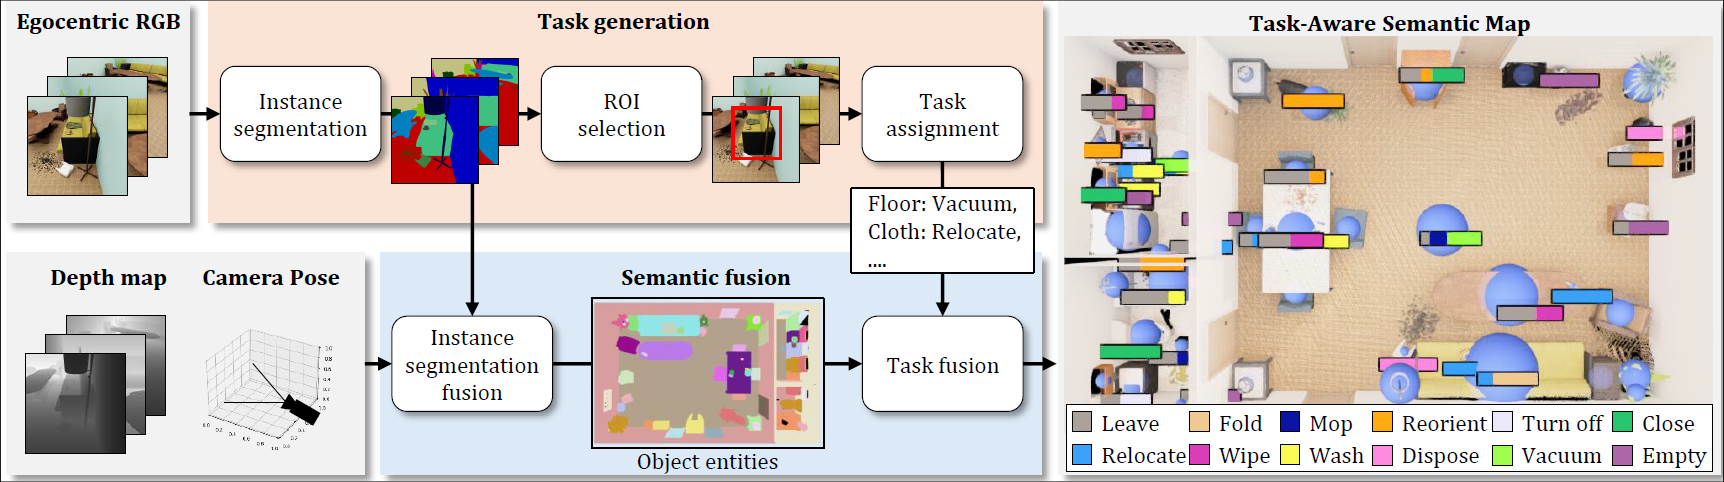 Egocentric RGB
Task generation
Instance
segmentation
ROI
selection
Task
assignment
Floor: Vacuum,
Cloth: Relocate,
....
Depth map
Camera Pose
Semantic fusion
Instance
segmentation
fusion
Object entities
Task fusion
Task-Aware Semantic Map
Leave
Fold
Mop
Reorient
Turn off
Close
Relocate
Wipe
Wash
Dispose
Vacuum
Empty